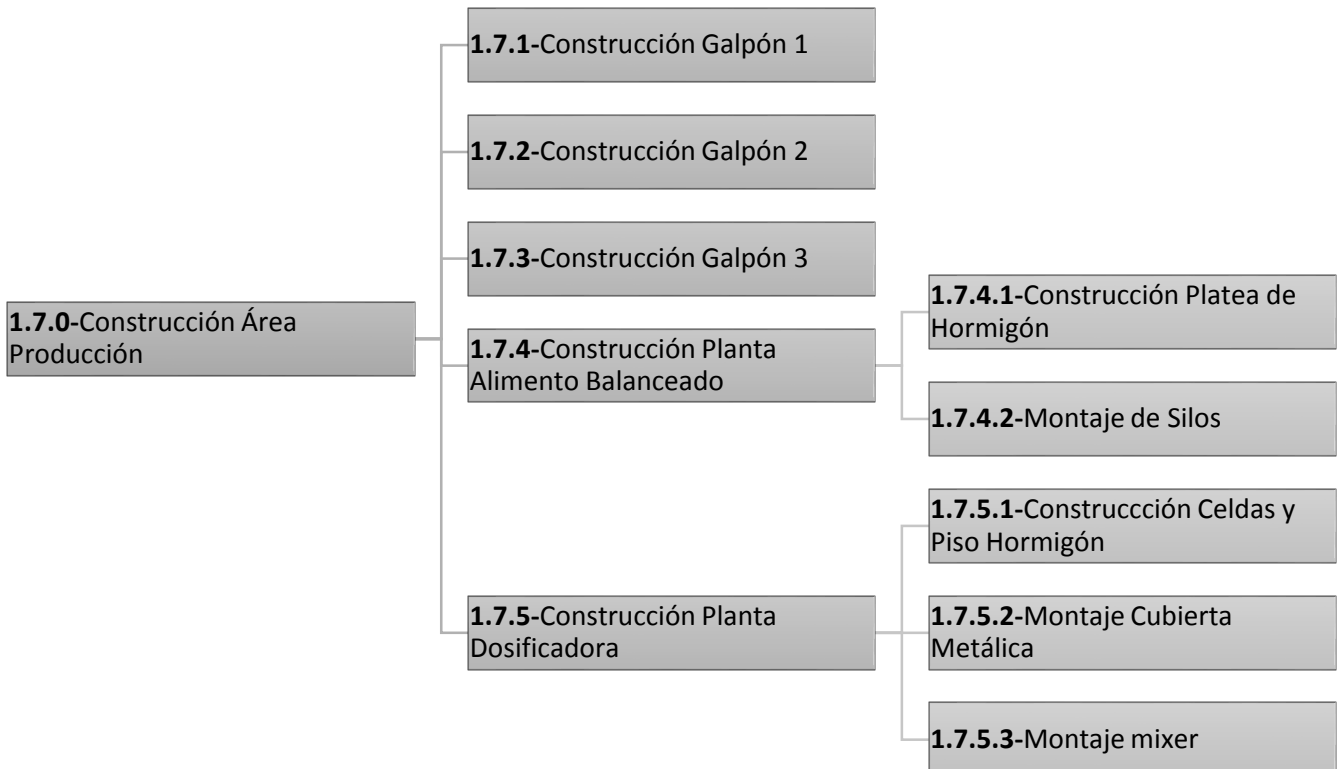 1.7.1-Construcción Galpón 1
1.7.2-Construcción Galpón 2
1.7.3-Construcción Galpón 3
1.7.0-Construcción Área
Producción
1.7.4-Construcción Planta
Alimento Balanceado
1.7.4.1-Construcción Platea de
Hormigón
1.7.4.2-Montaje de Silos
1.7.5-Construcción Planta
Dosificadora
1.7.5.1-Construccción Celdas y
Piso Hormigón
1.7.5.2-Montaje Cubierta
Metálica
1.7.5.3-Montaje mixer